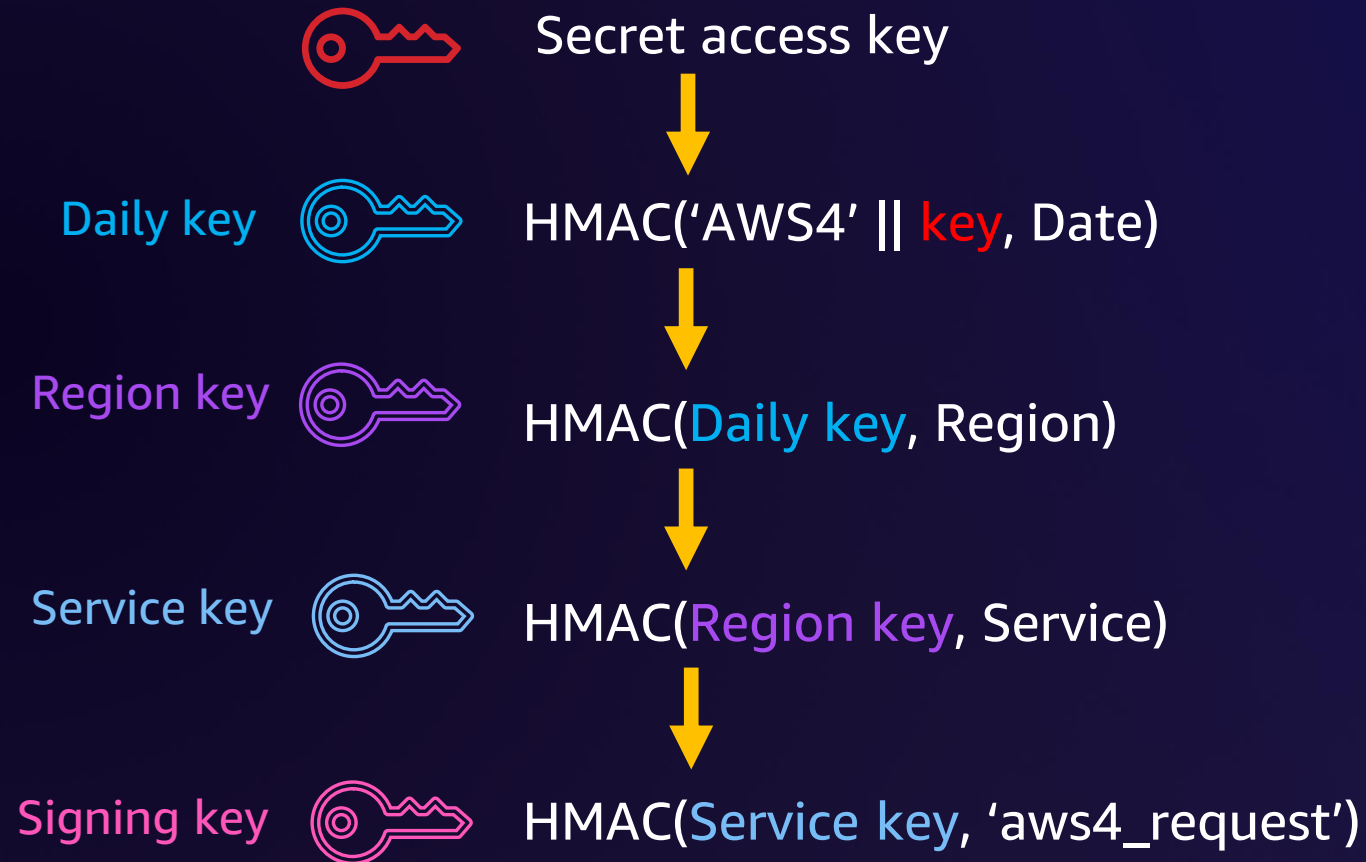 Secret access key
Daily key
HMAC(‘AWS4’ || key, Date)
Region key
HMAC(Daily key, Region)
Service key
HMAC(Region key, Service)
Signing key
HMAC(Service key, ‘aws4_request’)